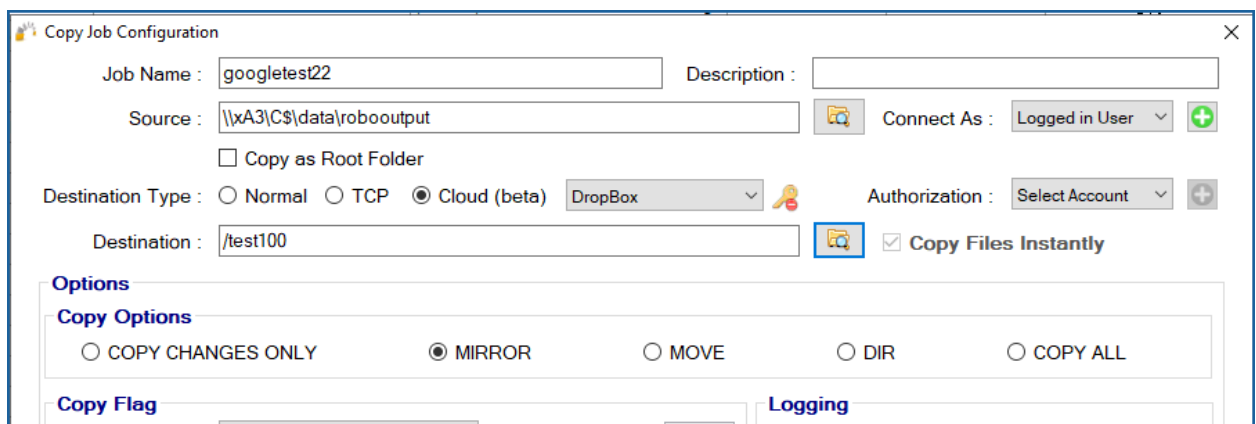 Copy Job Configuration
Job Name : googletest22 Description :
Source : \\xA3\C$\data\robooutput Connect As : Logged in User
Copy as Root Folder
Destination Type : Normal TCP Cloud (beta) DropBox Authorization : Select Account
Destination : /test100 Copy Files Instantly
Options
Copy Options
COPY CHANGES ONLY MIRROR MOVE DIR COPY ALL
Copy Flag Logging